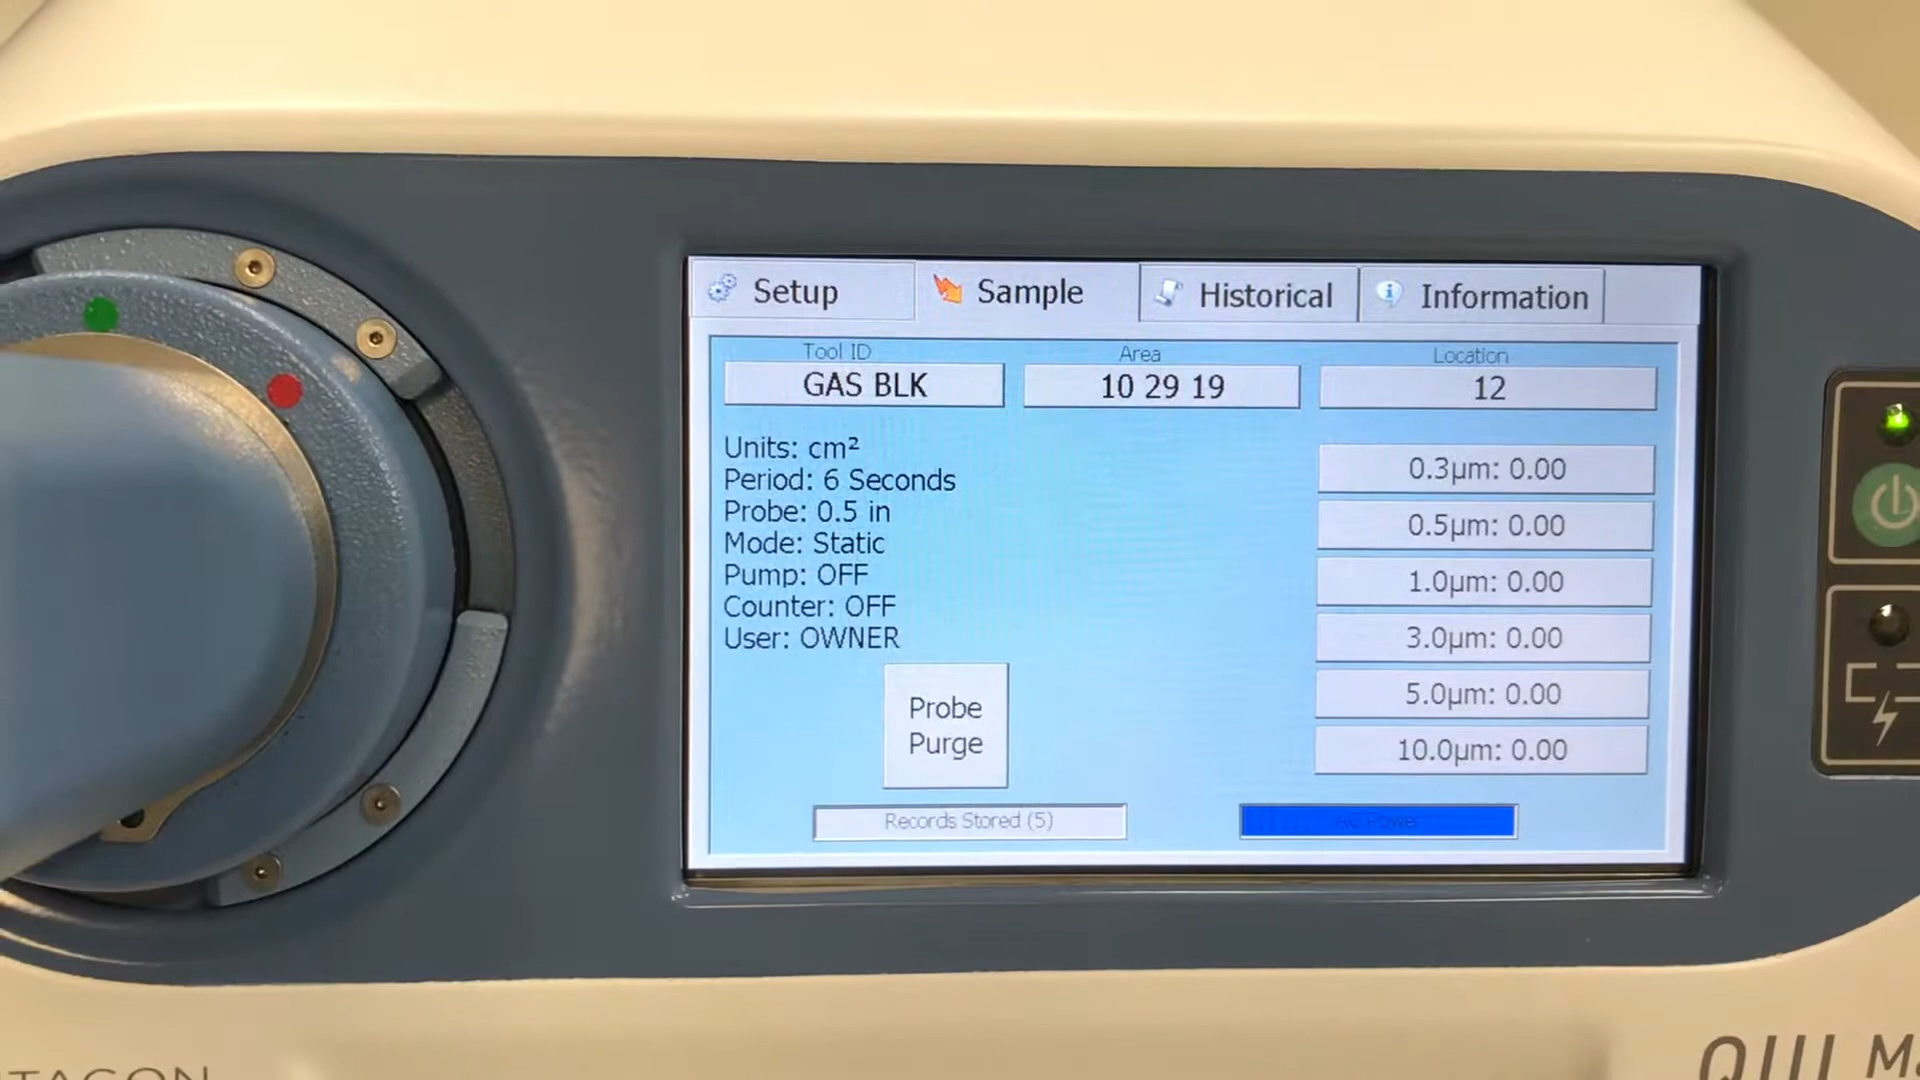 Setup
Sample
Historical
Information
Tool ID
Area
Location
GAS BLK
10 29 19
12
Units: cm²
Period: 6 Seconds
Probe: 0.5 in
Mode: Static
Pump: OFF
Counter: OFF
User: OWNER
0.3µm: 0.00
0.5µm: 0.00
1.0µm: 0.00
3.0µm: 0.00
5.0µm: 0.00
10.0µm: 0.00
Probe
Purge
Records Stored (5)
AC Power